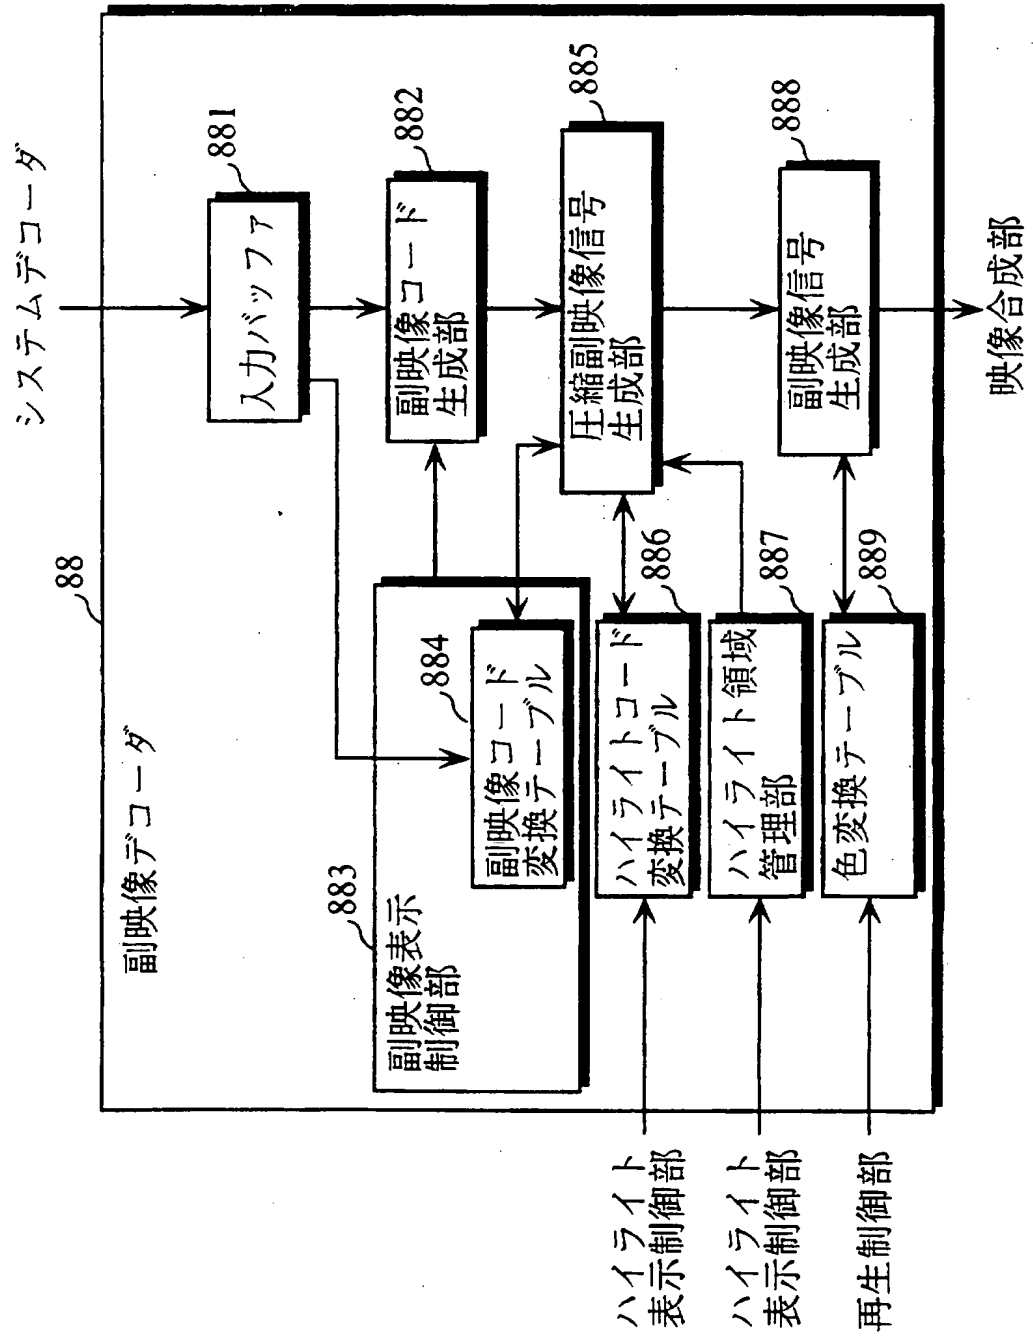 システムデコーダ
88
副映像デコーダ
881
入力バッファ
882
副映像コード
生成部
883
副映像表示
制御部
884
副映像コード
変換テーブル
885
圧縮副映像信号
生成部
886
ハイライトコード
変換テーブル
887
ハイライト領域
管理部
888
副映像信号
生成部
889
色変換テーブル
ハイライト
表示制御部
ハイライト
表示制御部
再生制御部
映像合成部